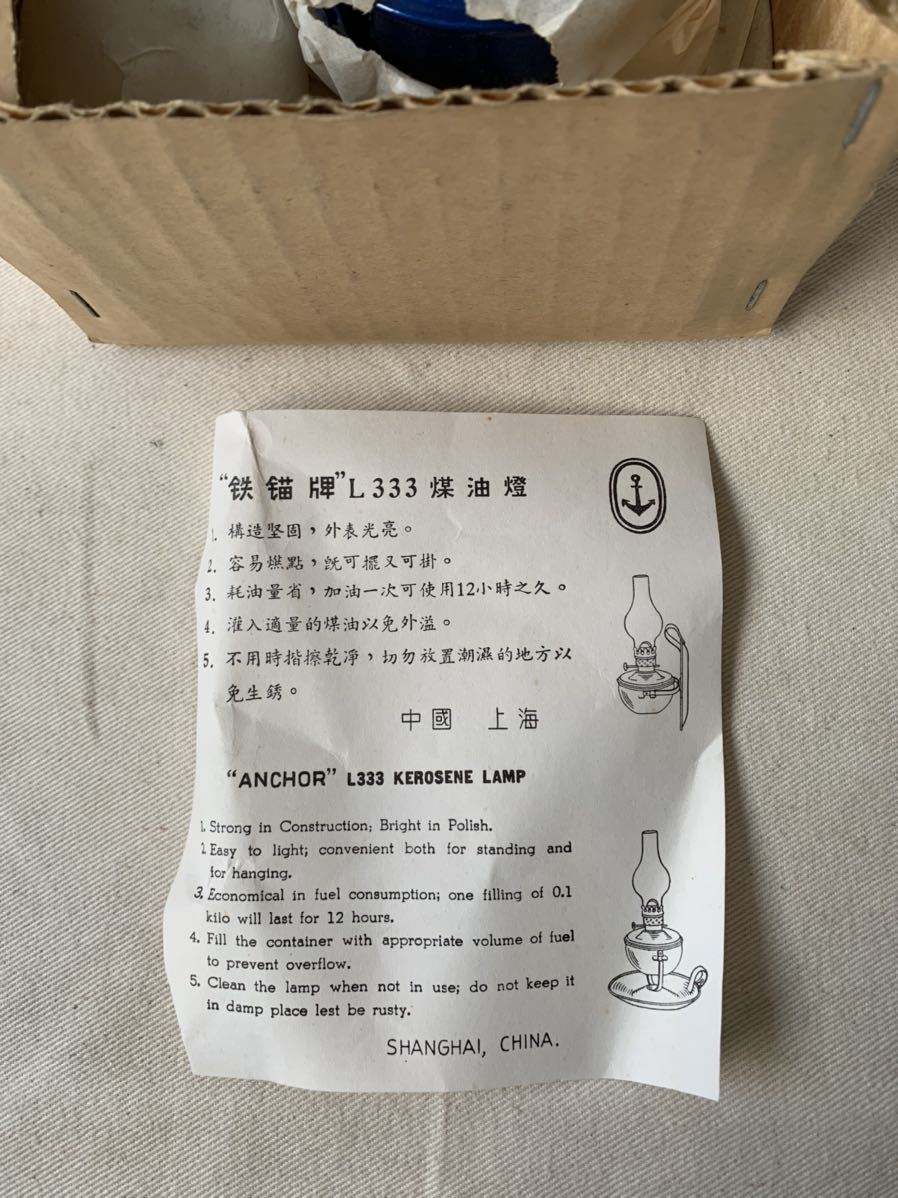 “铁锚牌”L333煤油燈
1. 構造坚固，外表光亮。
2. 容易燃點，既可擺又可掛。
3. 耗油量省，加油一次可使用12小時之久。
4. 灌入適量的煤油以免外溢。
5. 不用時揩擦乾淨，切勿放置潮濕的地方以
免生銹。
中國 上海
“ANCHOR” L333 KEROSENE LAMP
1. Strong in Construction; Bright in Polish.
2. Easy to light; convenient both for standing and
for hanging.
3. Economical in fuel consumption; one filling of 0.1
kilo will last for 12 hours.
4. Fill the container with appropriate volume of fuel
to prevent overflow.
5. Clean the lamp when not in use; do not keep it
in damp place lest be rusty.
SHANGHAI, CHINA.